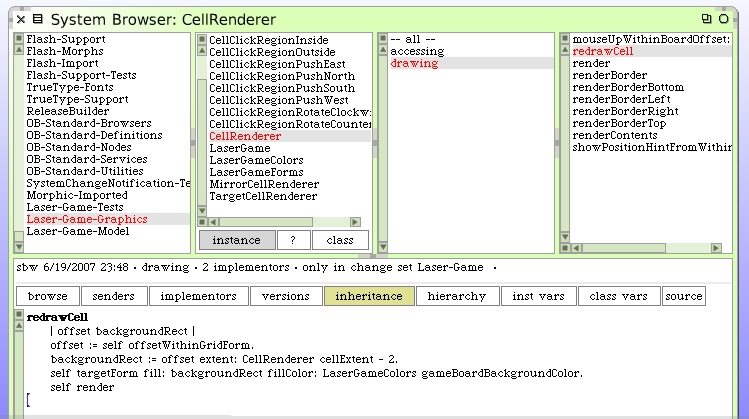 System Browser: CellRenderer
Flash-Support
Flash-Morphs
Flash-Import
Flash-Support-Tests
TrueType-Fonts
TrueType-Support
ReleaseBuilder
OB-Standard-Browsers
OB-Standard-Definitions
OB-Standard-Nodes
OB-Standard-Services
OB-Standard-Utilities
SystemChangeNotification-Te
Morphic-Imported
Laser-Game-Tests
Laser-Game-Graphics
Laser-Game-Model
CellClickRegionInside
CellClickRegionOutside
CellClickRegionPushEast
CellClickRegionPushNorth
CellClickRegionPushSouth
CellClickRegionPushWest
CellClickRegionRotateClockwi
CellClickRegionRotateCounter
CellRenderer
LaserGame
LaserGameColors
LaserGameForms
MirrorCellRenderer
TargetCellRenderer
instance ? class
-- all --
accessing
drawing
mouseUpWithinBoardOffset:
redrawCell
render
renderBorder
renderBorderBottom
renderBorderLeft
renderBorderRight
renderBorderTop
renderContents
showPositionHintFromWithin
sbw 6/19/2007 23:48 · drawing · 2 implementors · only in change set Laser-Game ·
browse senders implementors versions inheritance hierarchy inst vars class vars source
redrawCell
| offset backgroundRect |
offset := self offsetWithinGridForm.
backgroundRect := offset extent: CellRenderer cellExtent - 2.
self targetForm fill: backgroundRect fillColor: LaserGameColors gameBoardBackgroundColor.
self render
[